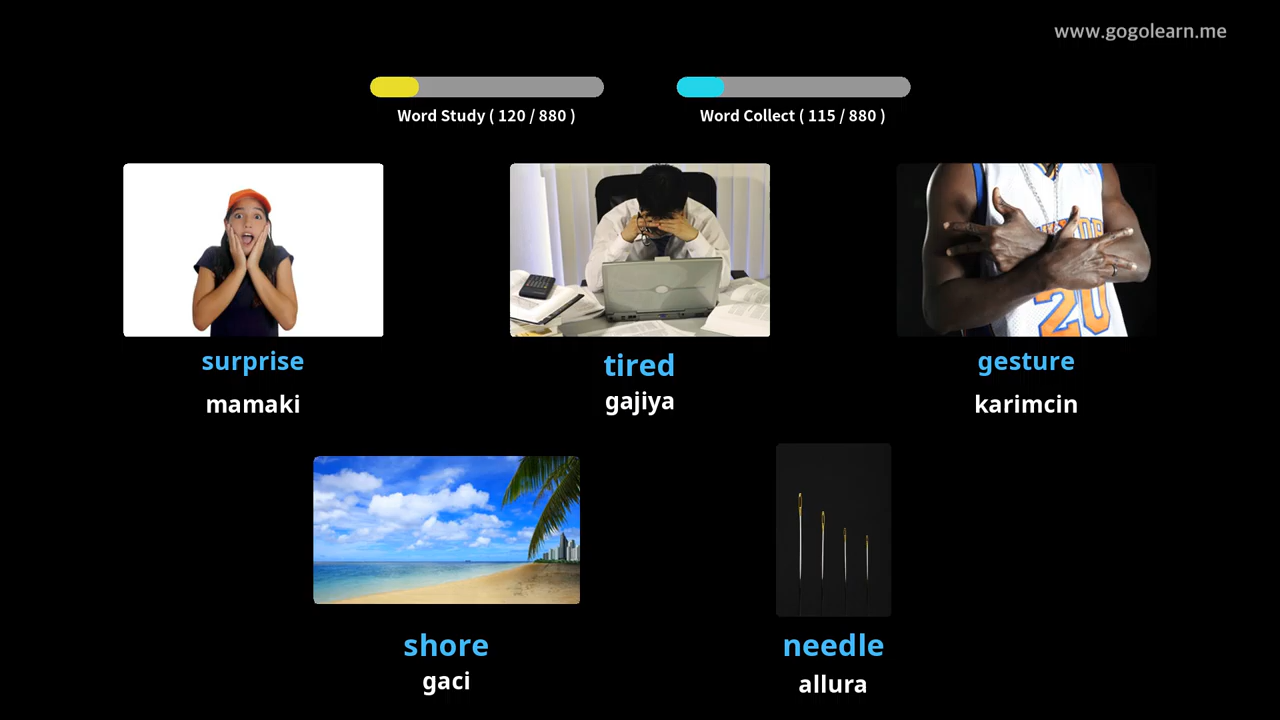 www.gogolearn.me
Word Study ( 120 / 880 )
Word Collect ( 115 / 880 )
surprise
mamaki
tired
gajiya
gesture
karimcin
20
shore
gaci
needle
allura